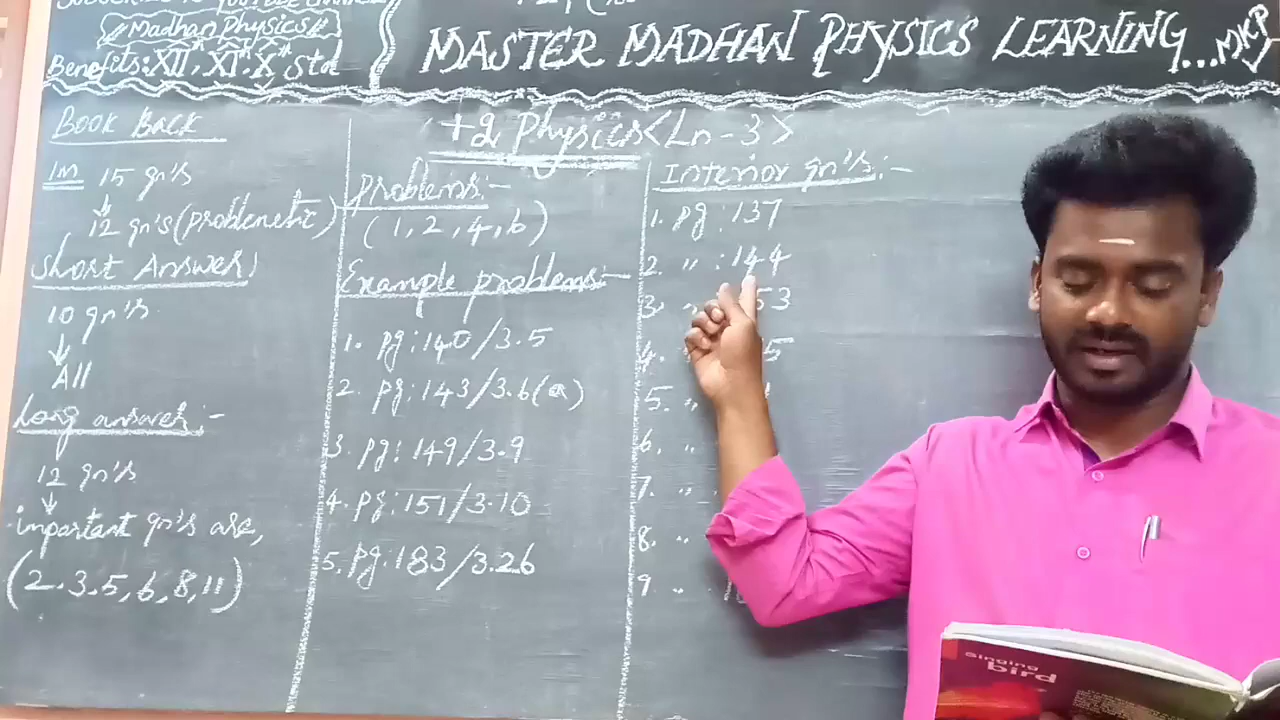 Madhan Physics
Benefits: XII, XI, X Std
MASTER MADHAN PHYSICS LEARNING...MKP
+2 Physics <Ln-3>
Book Back
1m 15 qn's
↓
12 qn's (problemetic)
Short Answer:
10 qn's
↓
All
Long answer:-
12 qn's
↓
important qn's are,
(2.3.5,6,8,11)
Problems:-
(1,2,4,6)
Example problems:-
1. pg:140/3.5
2. pg:143/3.6(a)
3. pg:149/3.9
4. pg:151/3.10
5. pg:183/3.26
Interior qn's:-
1. pg:137
2. " :144
3. " 53
4. " 5
5. "
6. "
7. "
8. "
9 "
Singing
bird